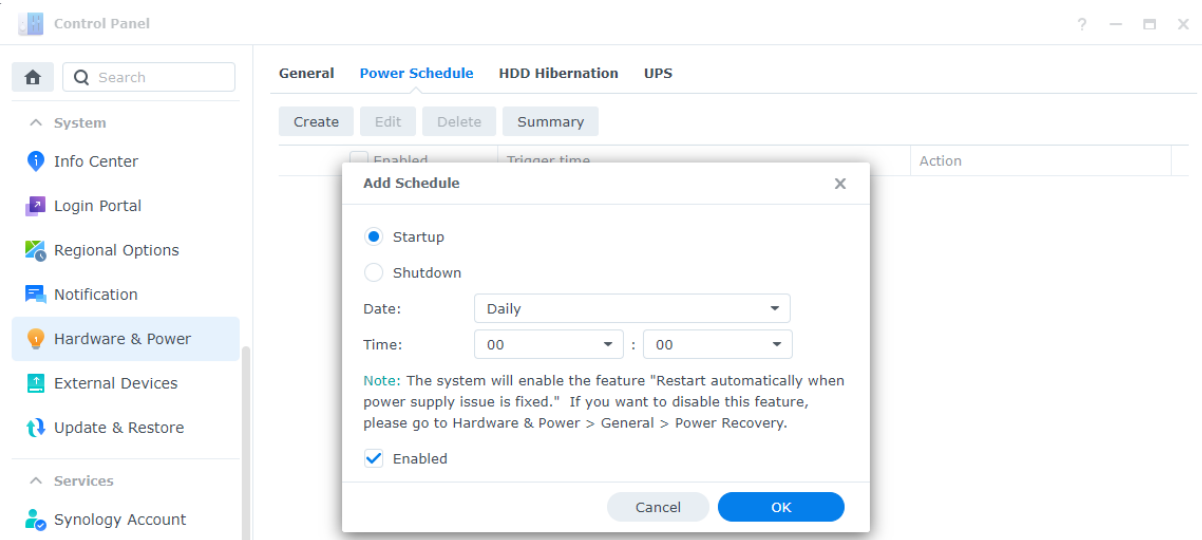 Control Panel
?
Search
General Power Schedule HDD Hibernation UPS
System
Info Center
Login Portal
Regional Options
Notification
Hardware & Power
External Devices
Update & Restore
Services
Synology Account
Create Edit Delete Summary
Enabled Trigger time Action
Add Schedule
Startup
Shutdown
Date: Daily
Time: 00 : 00
Note: The system will enable the feature "Restart automatically when
power supply issue is fixed." If you want to disable this feature,
please go to Hardware & Power > General > Power Recovery.
Enabled
Cancel OK